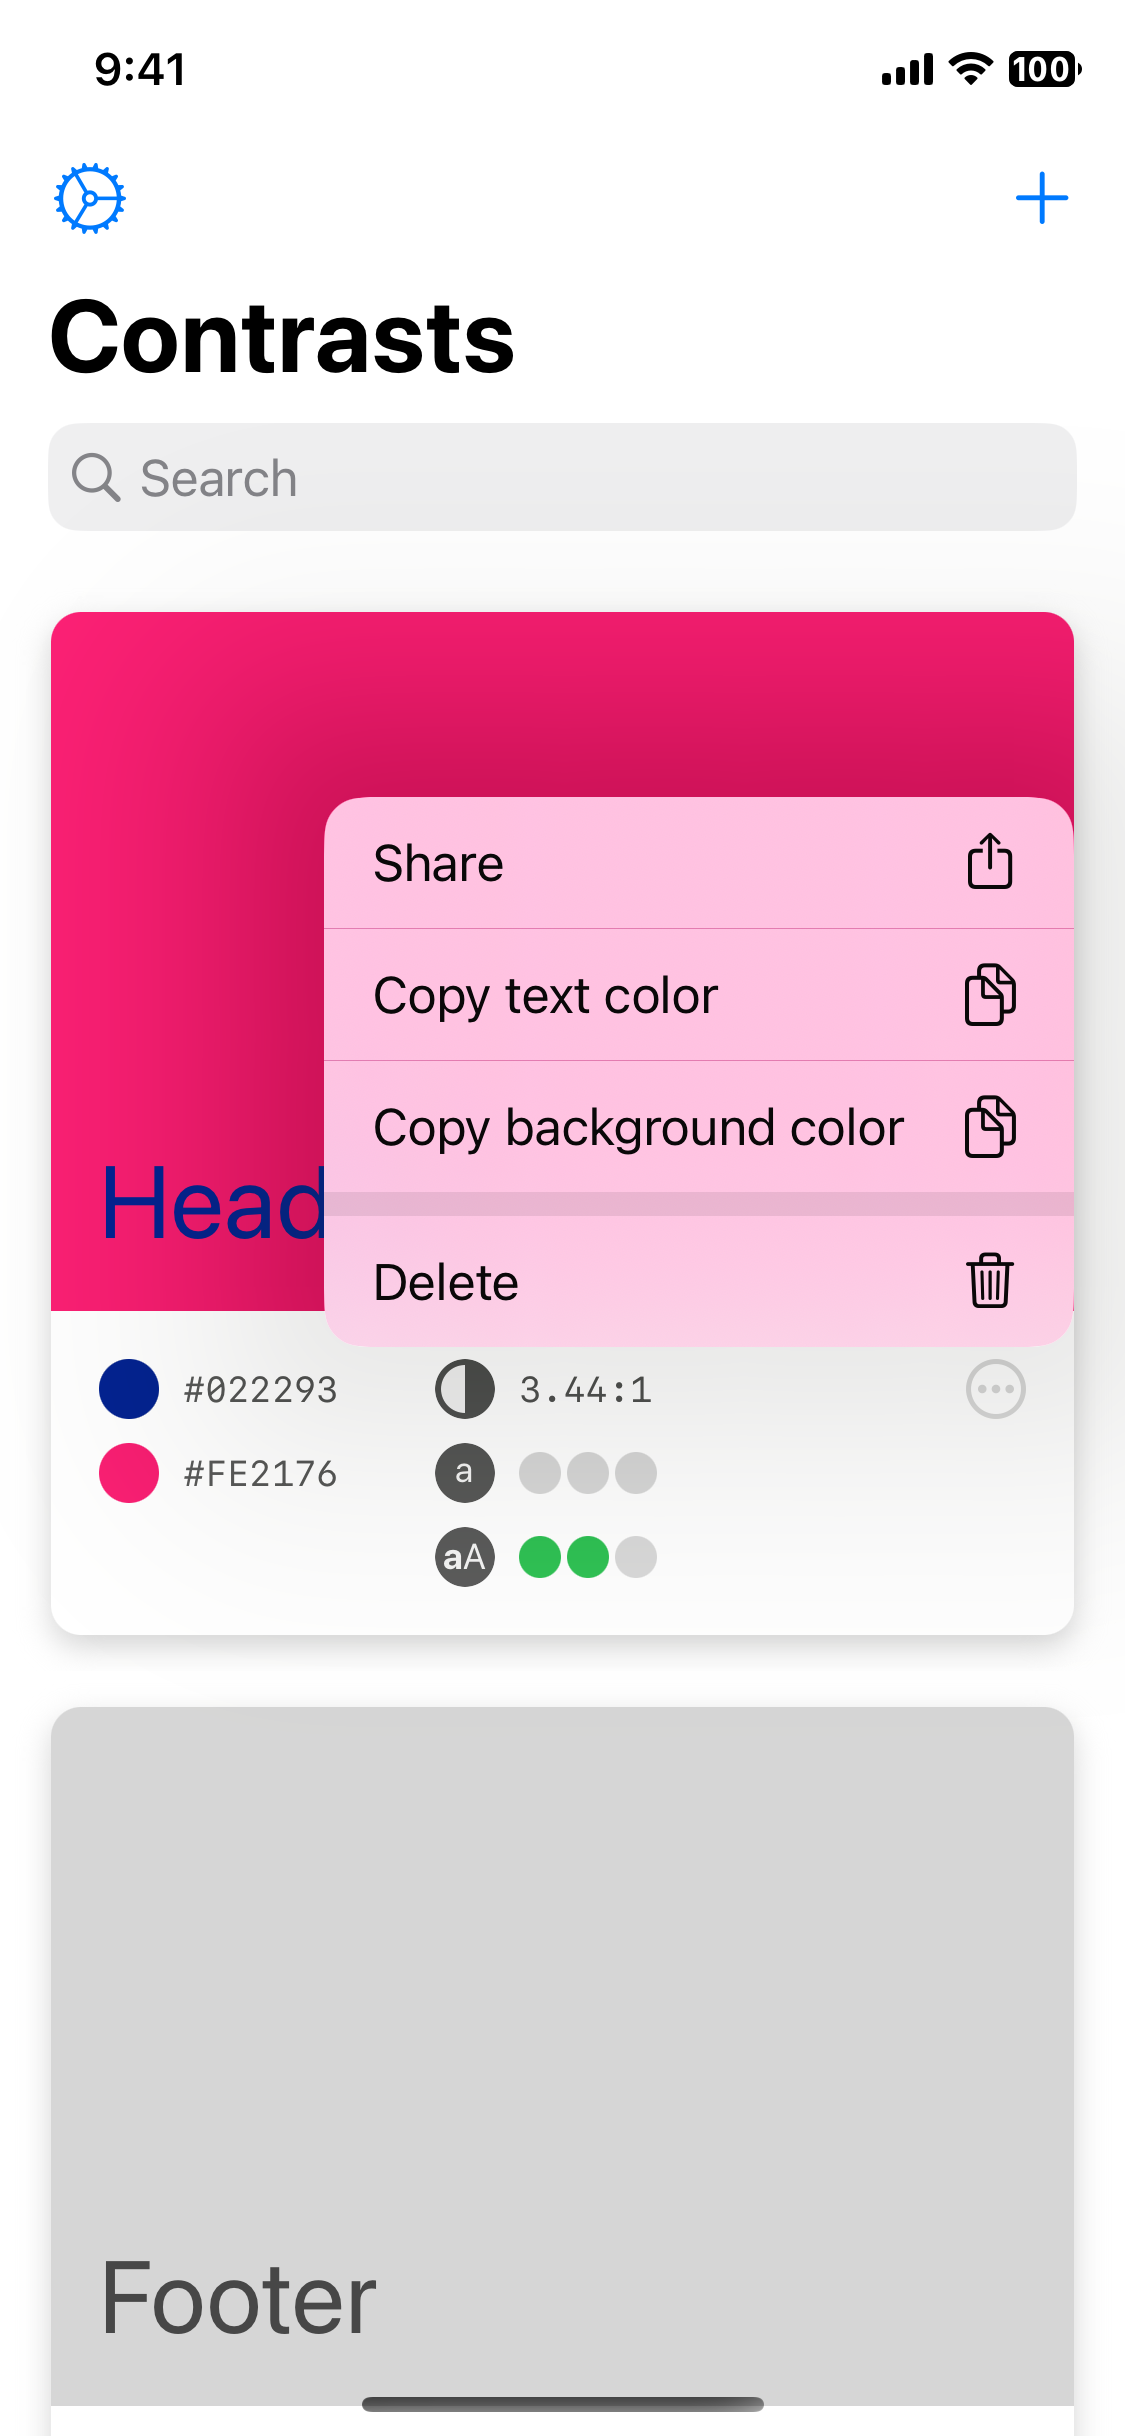 9:41
100
Contrasts
Search
Share
Copy text color
Copy background color
Head
Delete
#022293
3.44:1
#FE2176
a
aA
Footer